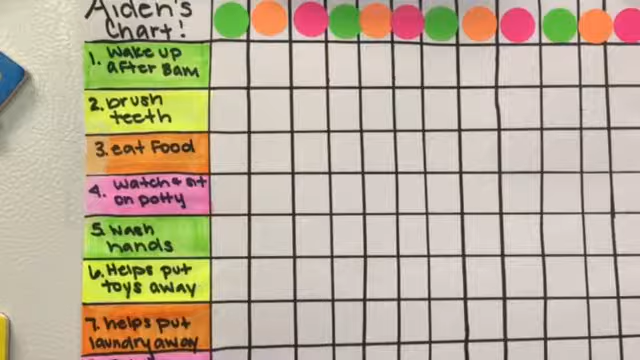 Aiden's
Chart!
1. Wake up
after 8am
2. brush
teeth
3. eat Food
4. Watch & sit
on potty
5. Wash
hands
6. Helps put
toys away
7. helps put
laundry away